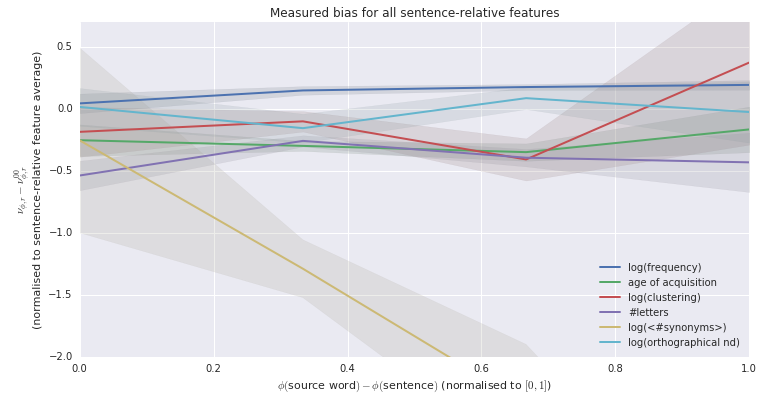 Measured bias for all sentence-relative features
0.5
0.0
−0.5
−1.0
−1.5
−2.0
0.0 0.2 0.4 0.6 0.8 1.0
ν_{ϕ,r} − ν^{00}_{ϕ,r}
(normalised to sentence-relative feature average)
log(frequency)
age of acquisition
log(clustering)
#letters
log(<#synonyms>)
log(orthographical nd)
ϕ(source word) − ϕ(sentence) (normalised to [0, 1])